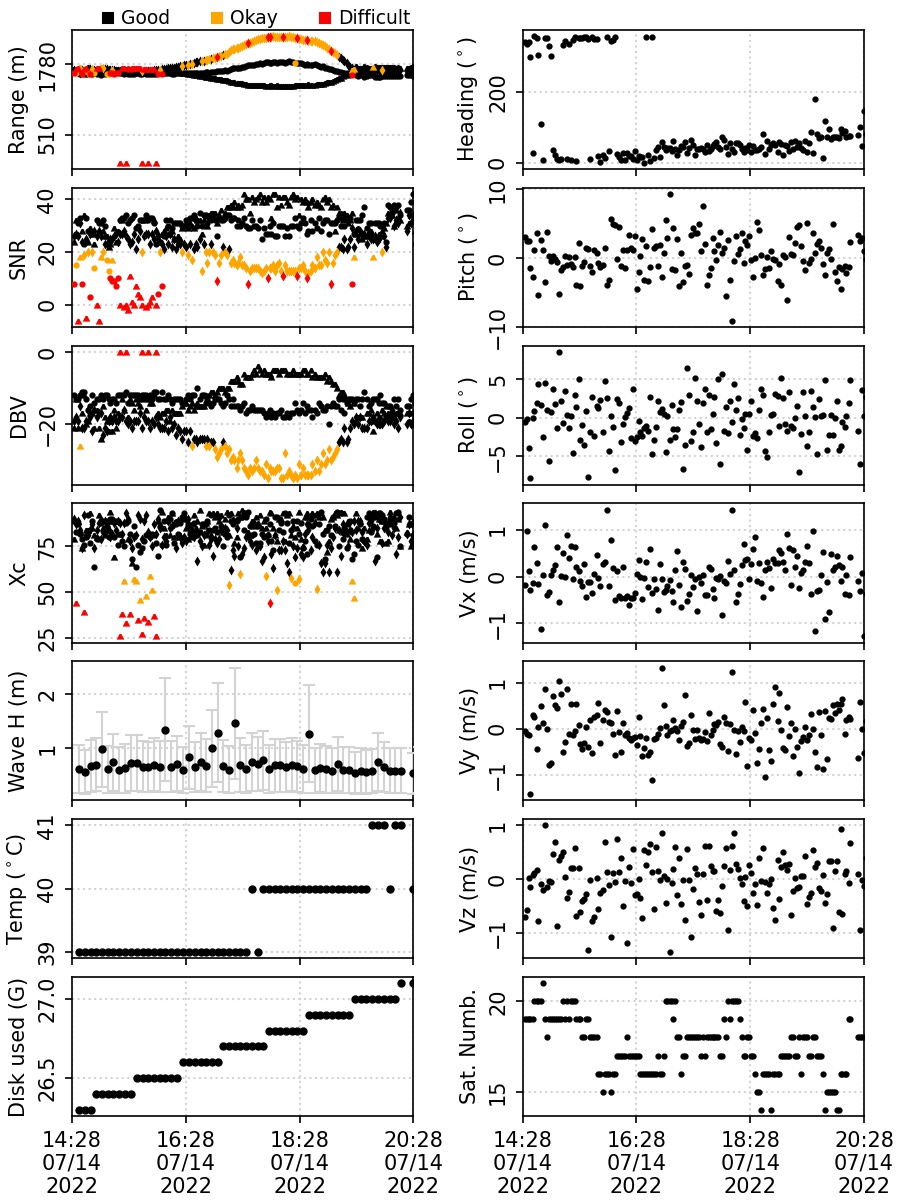 Good Okay Difficult
Range (m)
1780
510
Heading (°)
200
0
SNR
40
20
0
Pitch (°)
10
0
−10
DBV
0
−20
Roll (°)
5
0
−5
Xc
75
50
25
Vx (m/s)
1
0
−1
Wave H (m)
2
1
Vy (m/s)
1
0
−1
Temp (°C)
41
40
39
Vz (m/s)
1
0
−1
Disk used (G)
27.0
26.5
Sat. Numb.
20
15
14:28 16:28 18:28 20:28 14:28 16:28 18:28 20:28
07/14 07/14 07/14 07/14 07/14 07/14 07/14 07/14
2022 2022 2022 2022 2022 2022 2022 2022